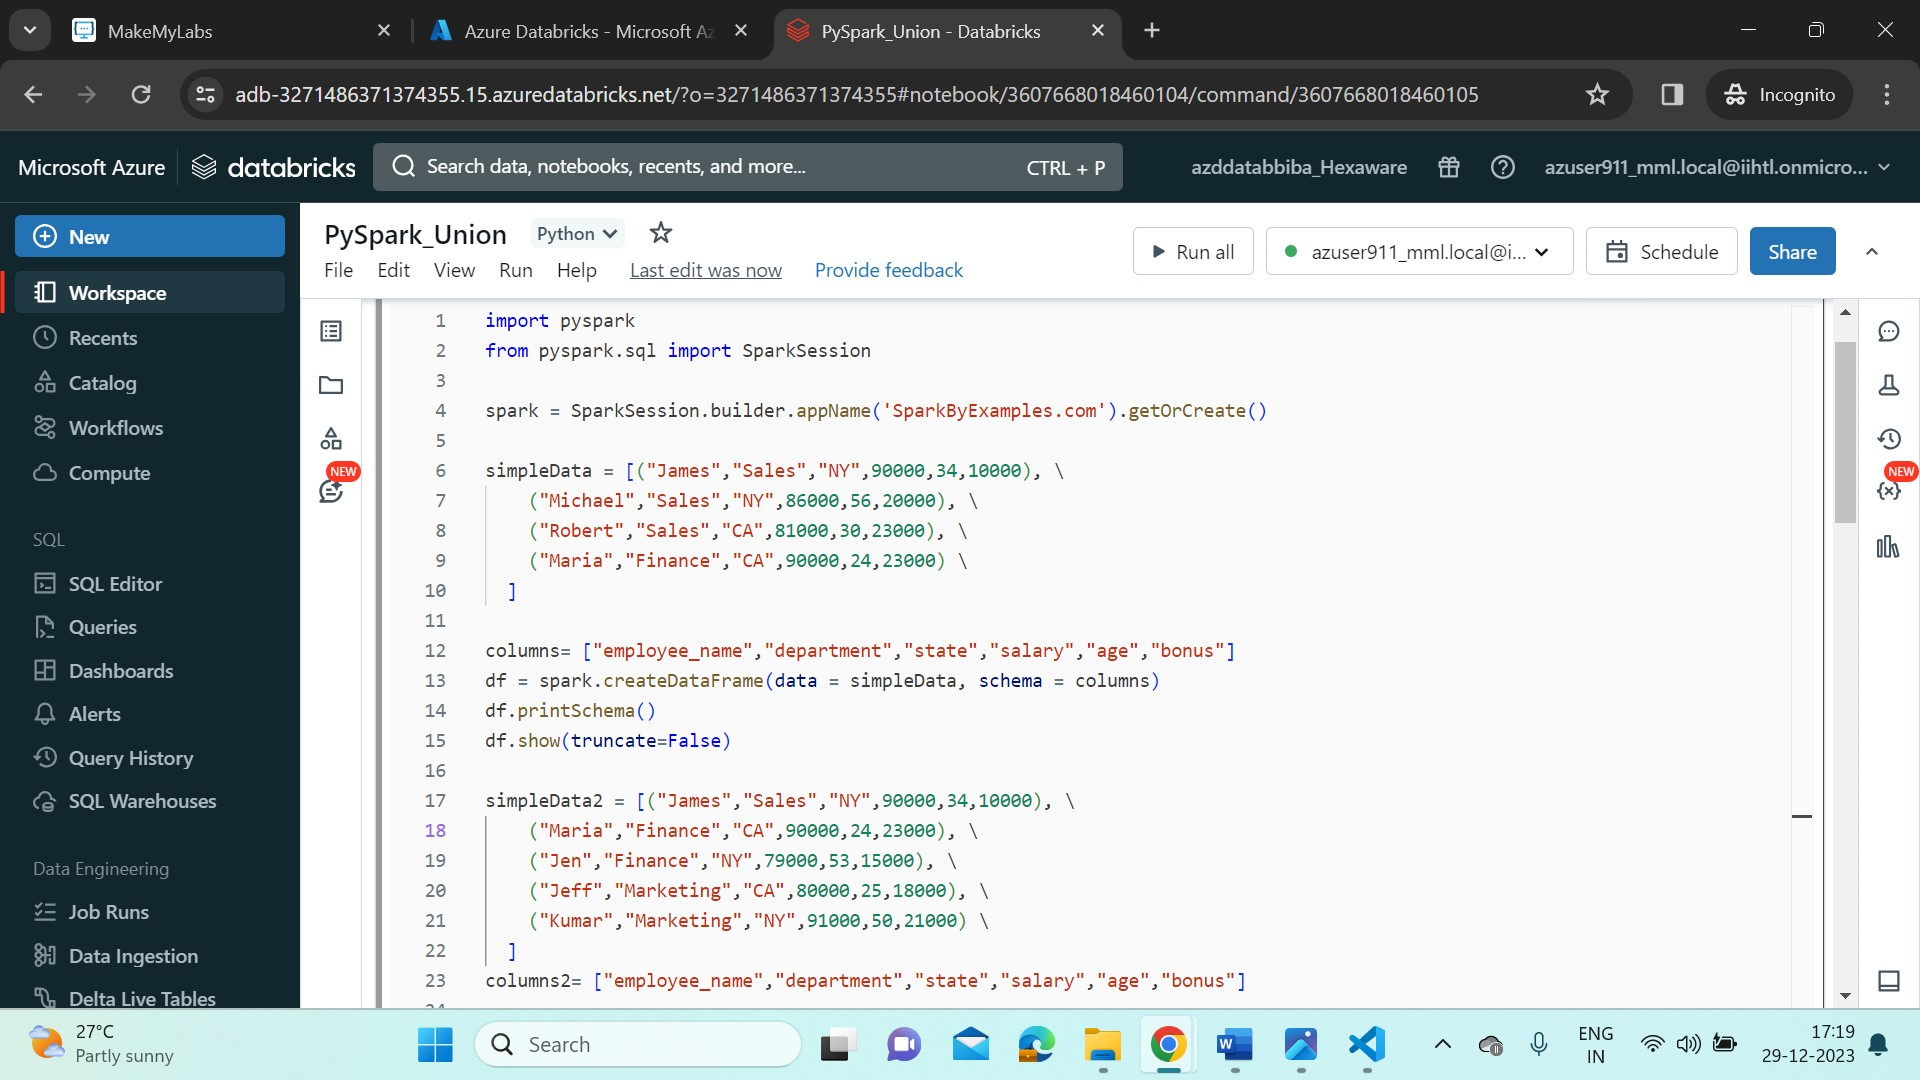 MakeMyLabs
Azure Databricks - Microsoft Az
PySpark_Union - Databricks
adb-3271486371374355.15.azuredatabricks.net/?o=3271486371374355#notebook/3607668018460104/command/3607668018460105
Incognito
Microsoft Azure
databricks
Search data, notebooks, recents, and more...
CTRL + P
azddatabbiba_Hexaware
azuser911_mml.local@iihtl.onmicro...
New
Workspace
Recents
Catalog
Workflows
Compute
SQL
SQL Editor
Queries
Dashboards
Alerts
Query History
SQL Warehouses
Data Engineering
Job Runs
Data Ingestion
Delta Live Tables
PySpark_Union
Python
File
Edit
View
Run
Help
Last edit was now
Provide feedback
Run all
azuser911_mml.local@i...
Schedule
Share
NEW
NEW
1 import pyspark
2 from pyspark.sql import SparkSession
3
4 spark = SparkSession.builder.appName('SparkByExamples.com').getOrCreate()
5
6 simpleData = [("James","Sales","NY",90000,34,10000), \
7     ("Michael","Sales","NY",86000,56,20000), \
8     ("Robert","Sales","CA",81000,30,23000), \
9     ("Maria","Finance","CA",90000,24,23000) \
10   ]
11
12 columns= ["employee_name","department","state","salary","age","bonus"]
13 df = spark.createDataFrame(data = simpleData, schema = columns)
14 df.printSchema()
15 df.show(truncate=False)
16
17 simpleData2 = [("James","Sales","NY",90000,34,10000), \
18     ("Maria","Finance","CA",90000,24,23000), \
19     ("Jen","Finance","NY",79000,53,15000), \
20     ("Jeff","Marketing","CA",80000,25,18000), \
21     ("Kumar","Marketing","NY",91000,50,21000) \
22   ]
23 columns2= ["employee_name","department","state","salary","age","bonus"]
27°C
Partly sunny
Search
ENG
IN
17:19
29-12-2023